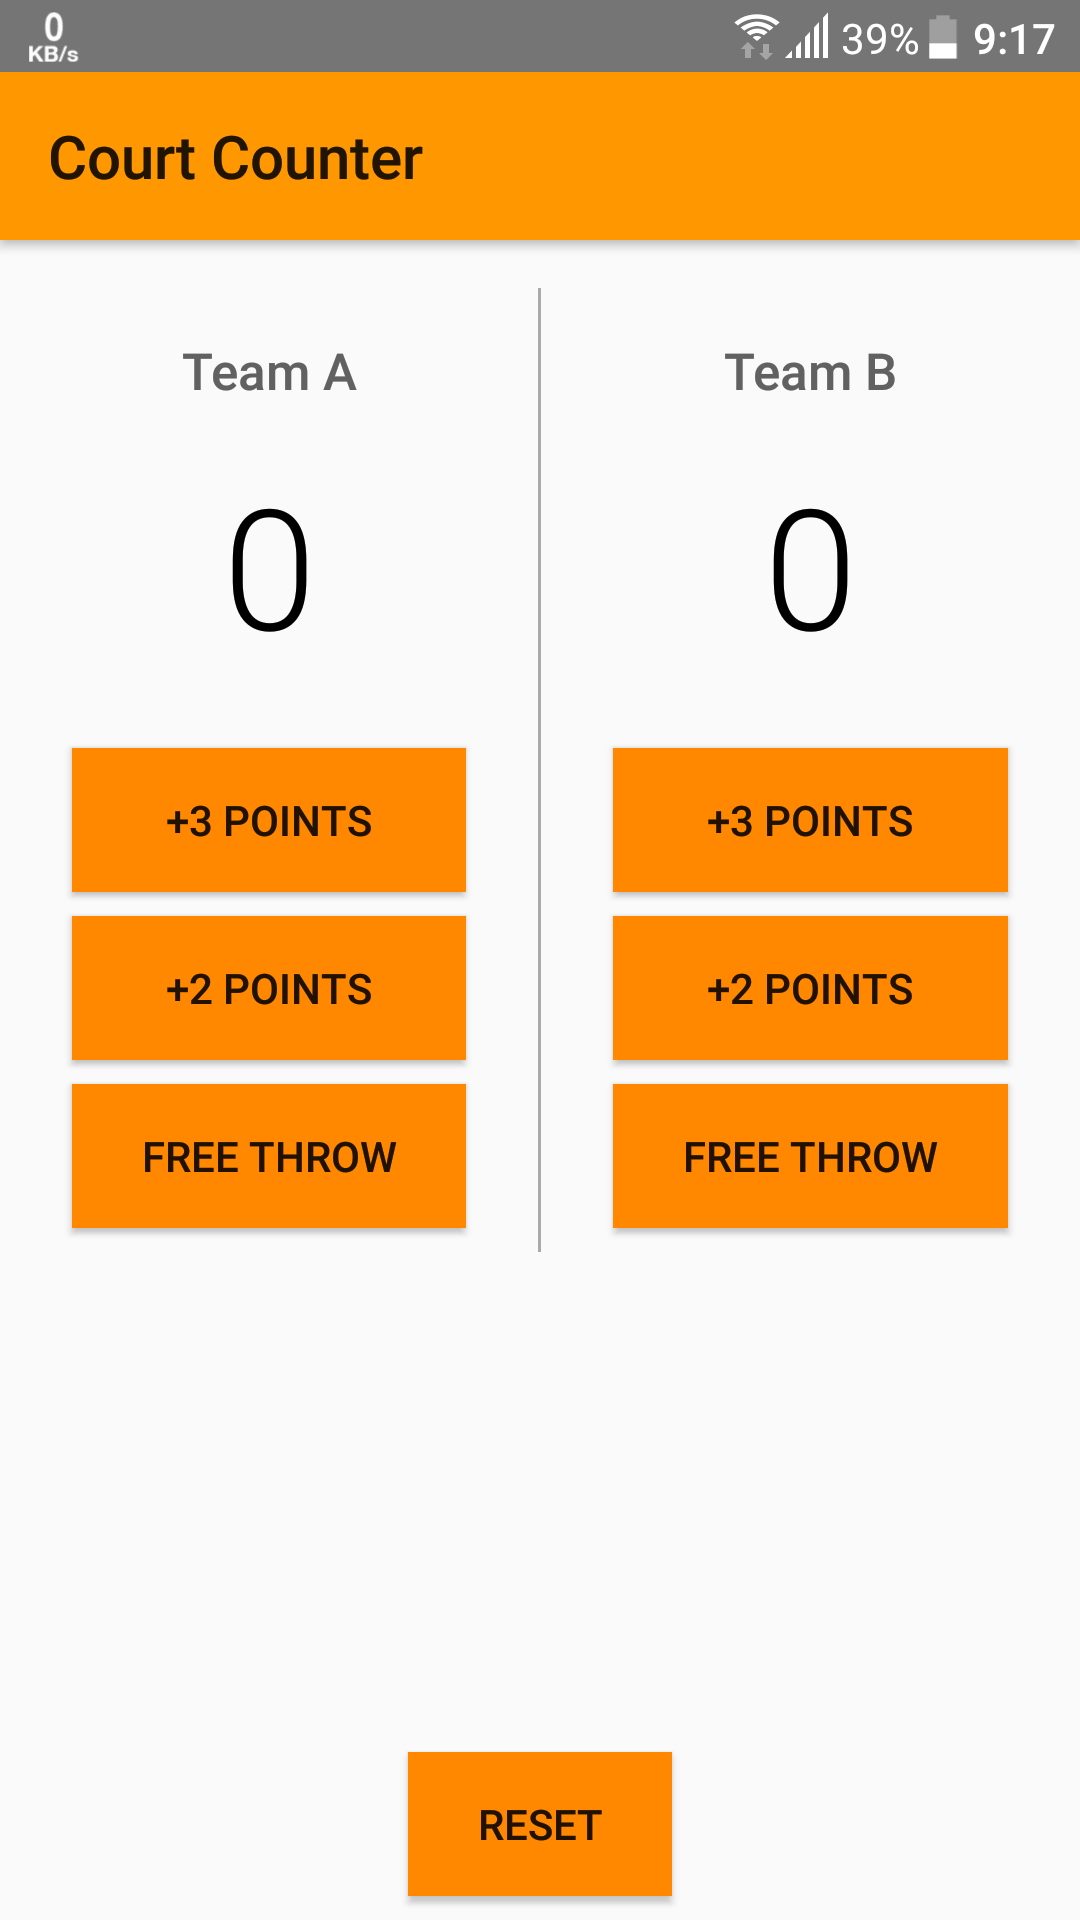 0
KB/s
39%
9:17
Court Counter
Team A
Team B
0
0
+3 POINTS
+3 POINTS
+2 POINTS
+2 POINTS
FREE THROW
FREE THROW
RESET